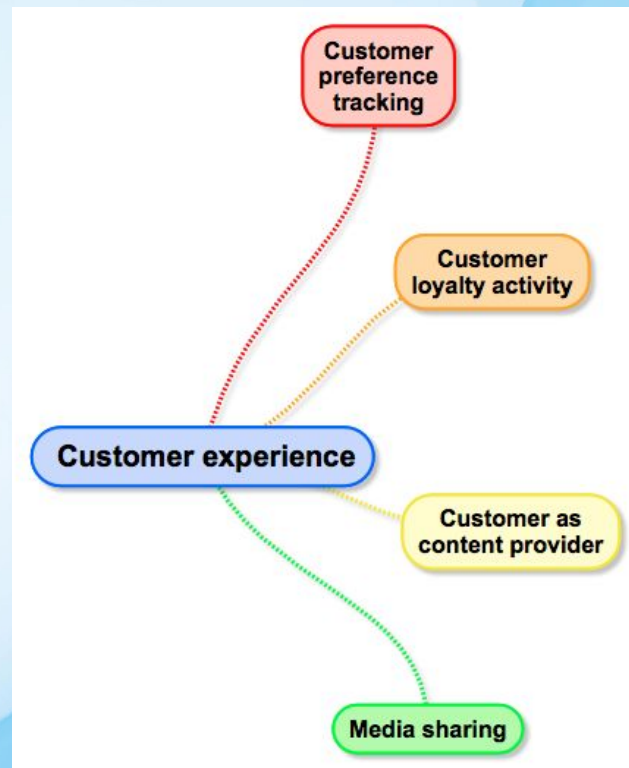 Customer
preference
tracking
Customer
loyalty activity
Customer experience
Customer as
content provider
Media sharing